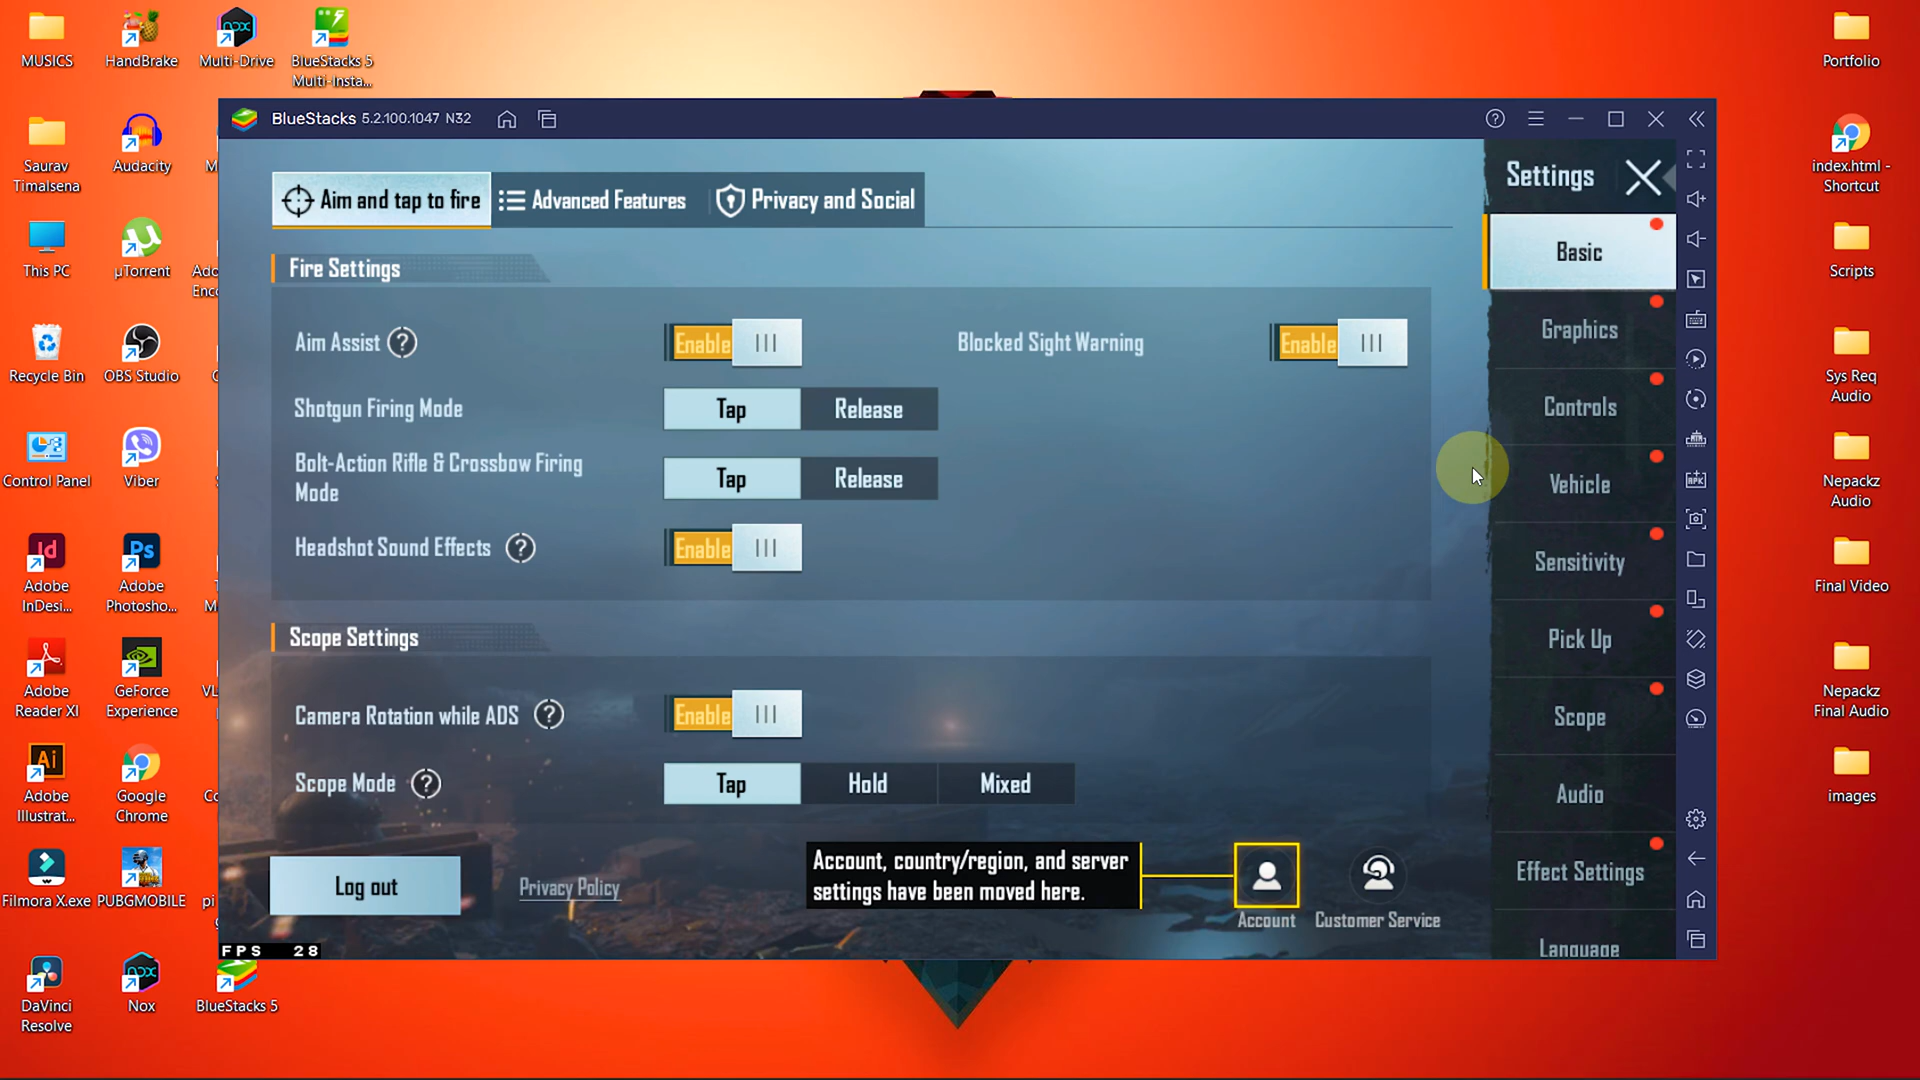 MUSICS
HandBrake
Multi-Drive
BlueStacks 5
Multi-Insta...
Portfolio
BlueStacks 5.2.100.1047 N32
Saurav
Timalsena
Audacity
M
index.html -
Shortcut
This PC
µTorrent
Ado
Enco
Scripts
Recycle Bin
OBS Studio
Sys Req
Audio
Control Panel
Viber
Nepackz
Audio
Adobe
InDesi...
Adobe
Photosho...
Final Video
Adobe
Reader XI
GeForce
Experience
VL
Nepackz
Final Audio
Adobe
Illustrat...
Google
Chrome
Co
images
Filmora X.exe
PUBGMOBILE
pi
DaVinci
Resolve
Nox
BlueStacks 5
Aim and tap to fire
Advanced Features
Privacy and Social
Settings
Fire Settings
Aim Assist ?
Enable
Blocked Sight Warning
Enable
Shotgun Firing Mode
Tap
Release
Bolt-Action Rifle & Crossbow Firing
Mode
Tap
Release
Headshot Sound Effects ?
Enable
Scope Settings
Camera Rotation while ADS ?
Enable
Scope Mode ?
Tap
Hold
Mixed
Log out
Privacy Policy
Account, country/region, and server
settings have been moved here.
Account
Customer Service
FPS 28
Basic
Graphics
Controls
Vehicle
Sensitivity
Pick Up
Scope
Audio
Effect Settings
Language